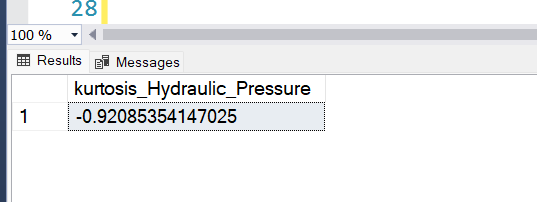 28
100 %
Results Messages
kurtosis_Hydraulic_Pressure
1 -0.92085354147025